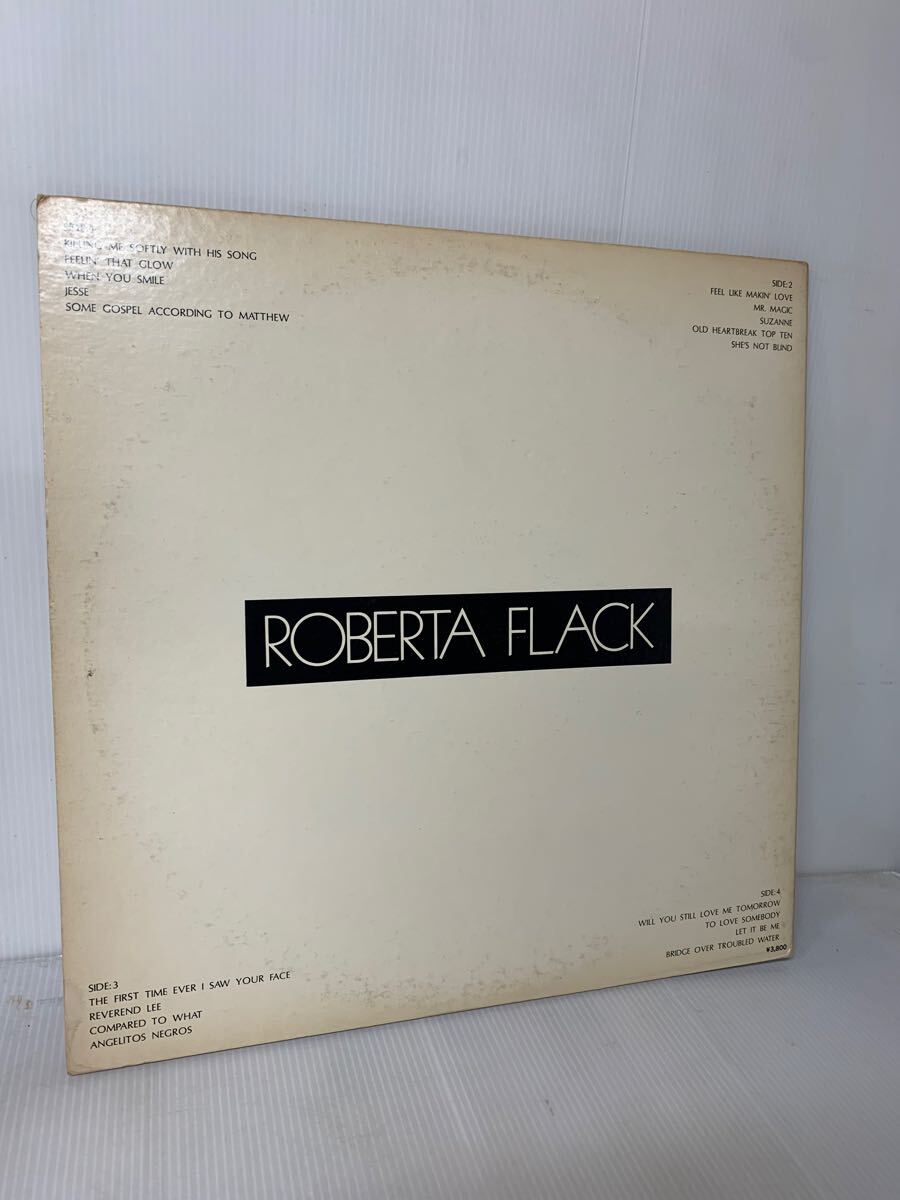 KILLING ME SOFTLY WITH HIS SONG
FEELIN' THAT GLOW
WHEN YOU SMILE
JESSE
SOME GOSPEL ACCORDING TO MATTHEW
SIDE:2
FEEL LIKE MAKIN' LOVE
MR. MAGIC
SUZANNE
OLD HEARTBREAK TOP TEN
SHE'S NOT BLIND
ROBERTA FLACK
SIDE:3
THE FIRST TIME EVER I SAW YOUR FACE
REVEREND LEE
COMPARED TO WHAT
ANGELITOS NEGROS
SIDE:4
WILL YOU STILL LOVE ME TOMORROW
TO LOVE SOMEBODY
LET IT BE ME
BRIDGE OVER TROUBLED WATER
¥3,800